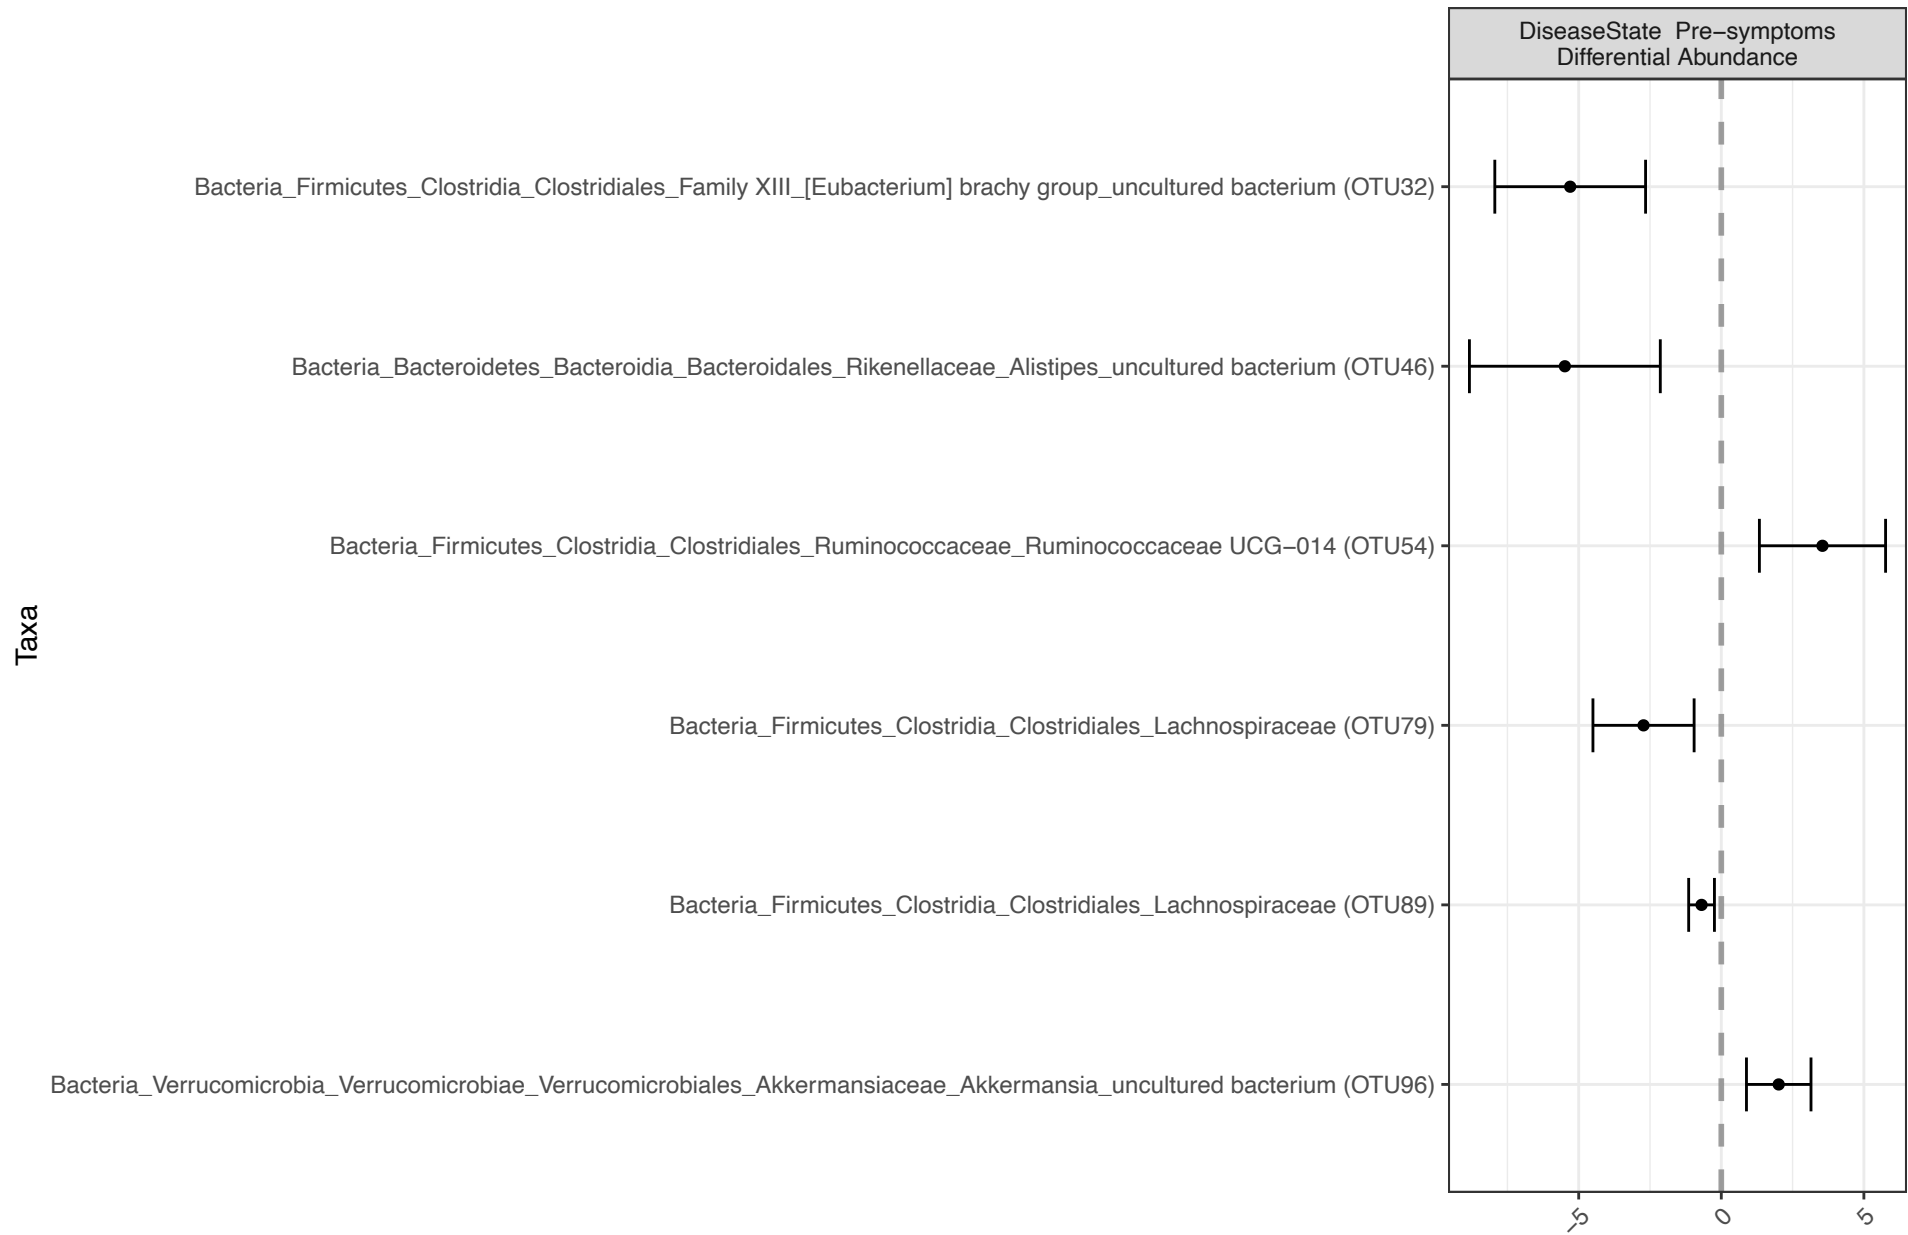 DiseaseState  Pre−symptoms
Differential Abundance
Bacteria_Firmicutes_Clostridia_Clostridiales_Family XIII_[Eubacterium] brachy group_uncultured bacterium (OTU32)
Bacteria_Bacteroidetes_Bacteroidia_Bacteroidales_Rikenellaceae_Alistipes_uncultured bacterium (OTU46)
Bacteria_Firmicutes_Clostridia_Clostridiales_Ruminococcaceae_Ruminococcaceae UCG−014 (OTU54)
Taxa
Bacteria_Firmicutes_Clostridia_Clostridiales_Lachnospiraceae (OTU79)
Bacteria_Firmicutes_Clostridia_Clostridiales_Lachnospiraceae (OTU89)
Bacteria_Verrucomicrobia_Verrucomicrobiae_Verrucomicrobiales_Akkermansiaceae_Akkermansia_uncultured bacterium (OTU96)
−5 0 5